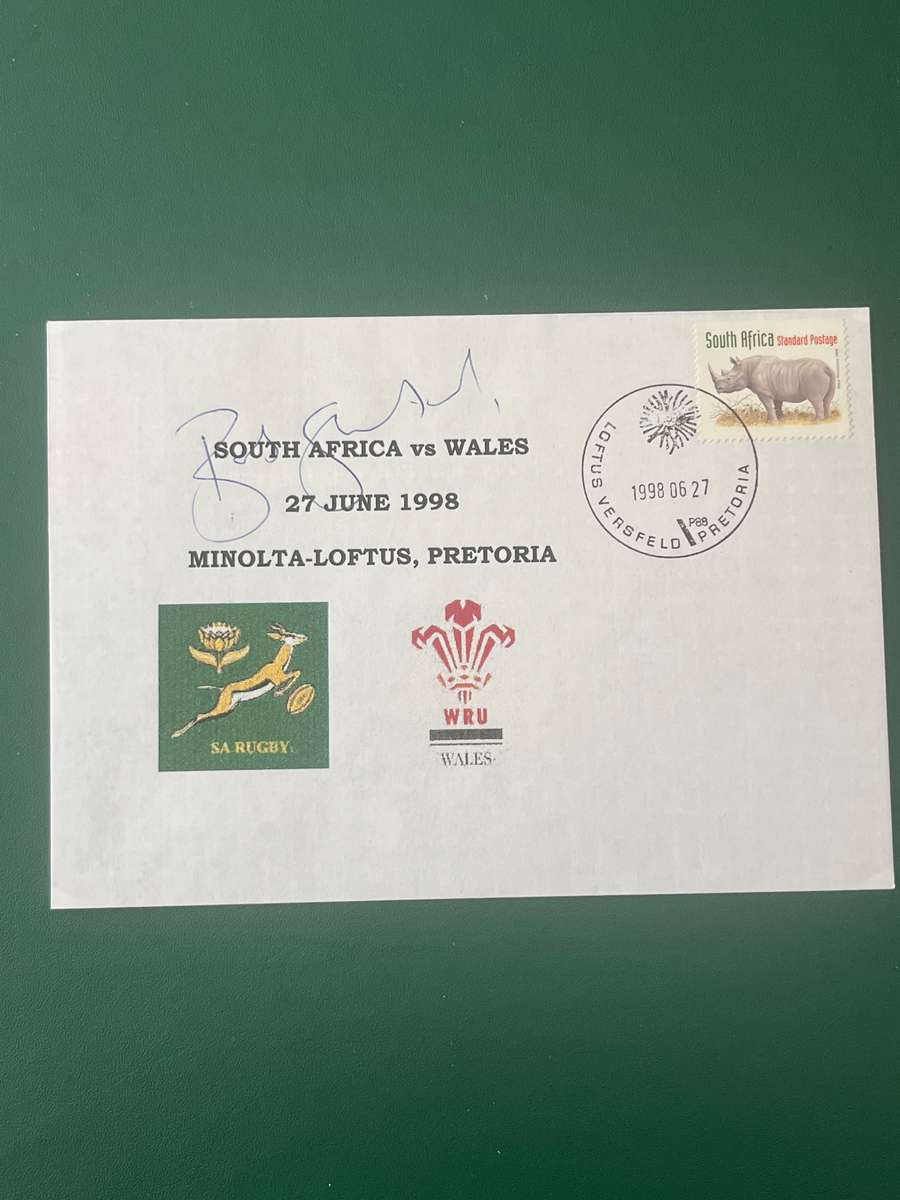 South Africa Standard Postage
SOUTH AFRICA vs WALES
27 JUNE 1998
MINOLTA-LOFTUS, PRETORIA
LOFTUS VERSFELD PRETORIA
1998 06 27
P88
SA RUGBY
WRU
WALES